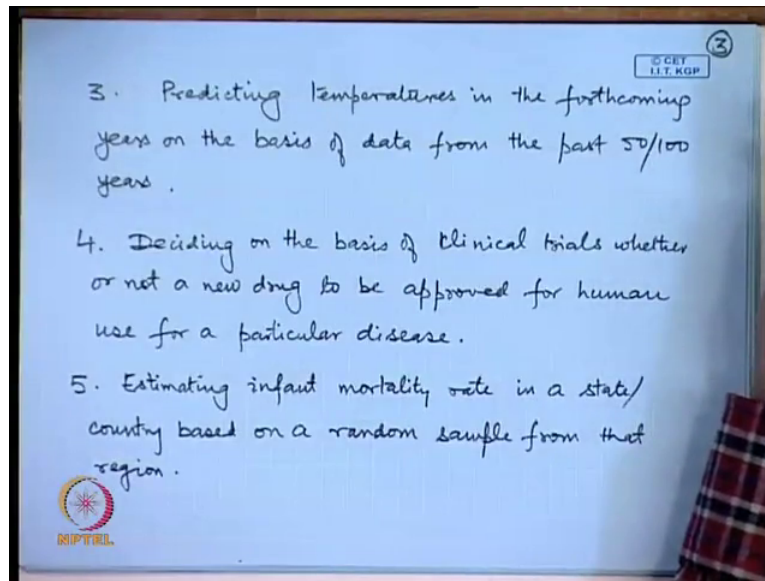 3
© CET
I.I.T. KGP
3. Predicting temperatures in the forthcoming
years on the basis of data from the past 50/100
years.
4. Deciding on the basis of clinical trials whether
or not a new drug to be approved for human
use for a particular disease.
5. Estimating infant mortality rate in a state/
country based on a random sample from that
region.
NPTEL